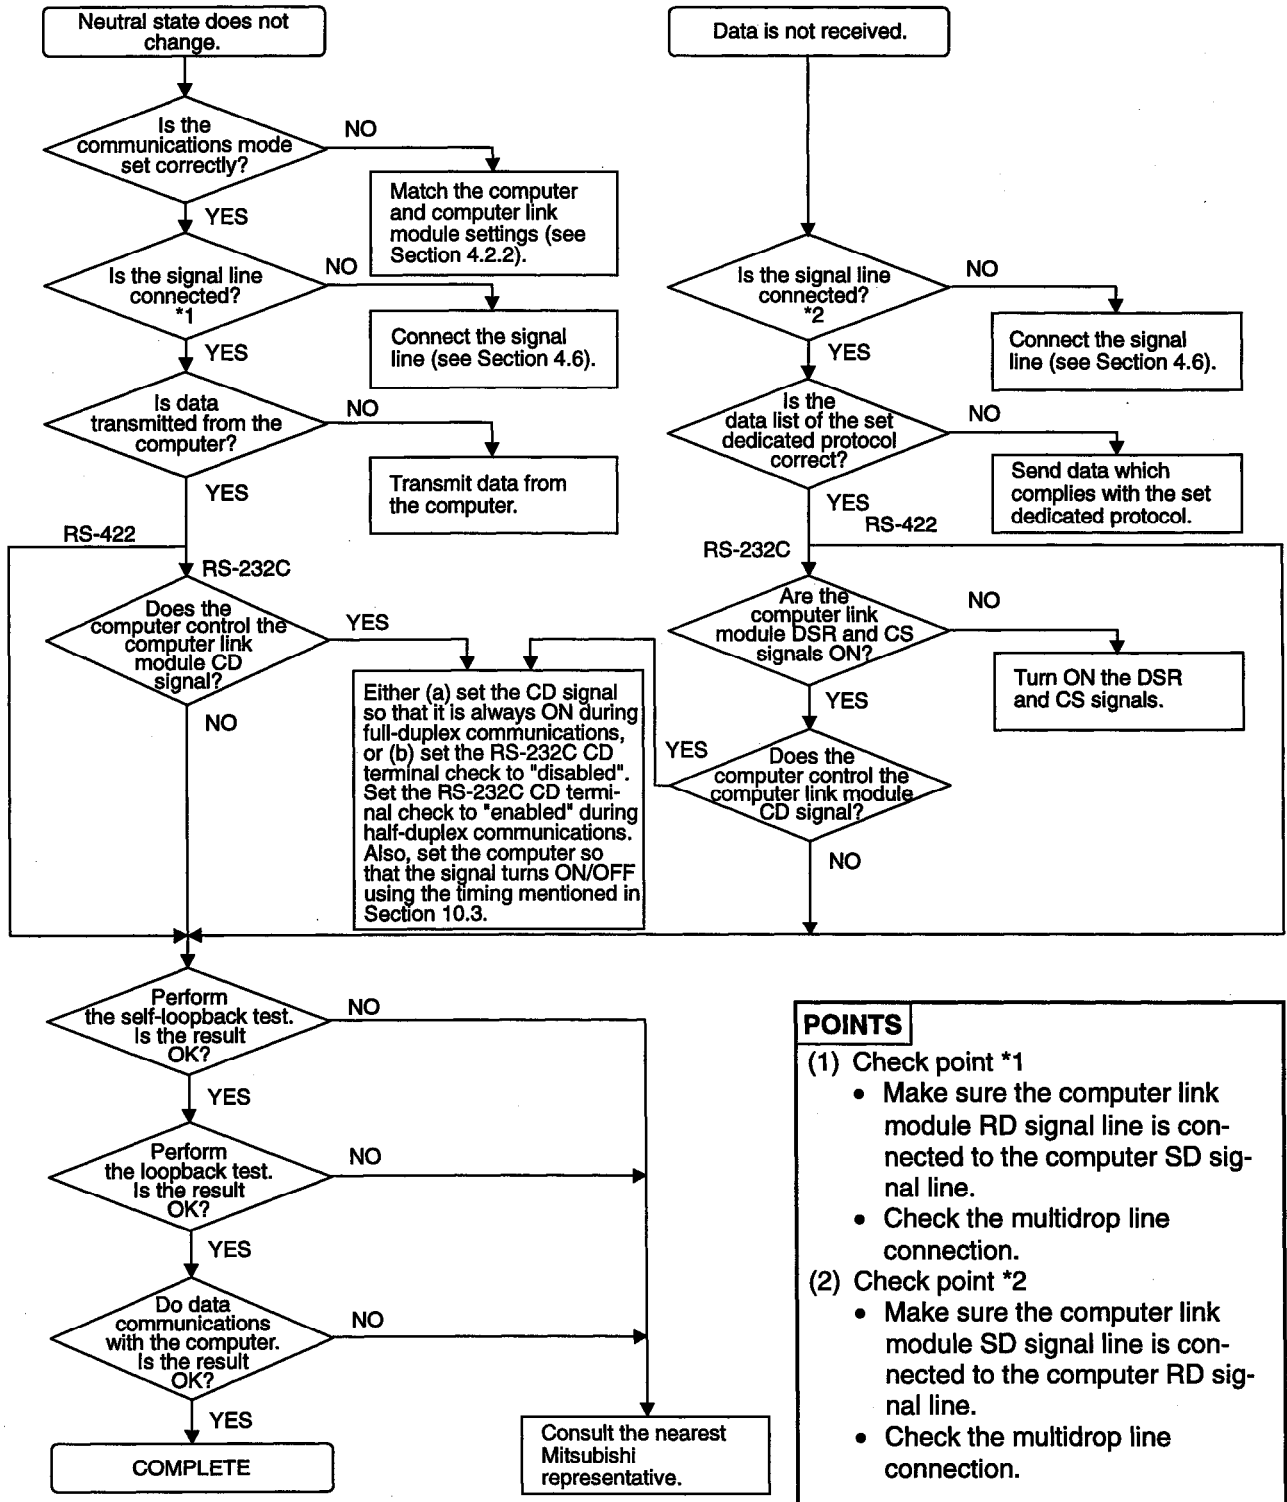 Neutral state does not
change.
Is the
communications mode
set correctly?
NO
Match the computer
and computer link
module settings (see
Section 4.2.2).
YES
Is the signal line
connected?
*1
NO
Connect the signal
line (see Section 4.6).
YES
Is data
transmitted from the
computer?
NO
Transmit data from
the computer.
YES
RS-422
RS-232C
Does the
computer control the
computer link
module CD
signal?
YES
Either (a) set the CD signal
so that it is always ON during
full-duplex communications,
or (b) set the RS-232C CD
terminal check to "disabled".
Set the RS-232C CD termi-
nal check to "enabled" during
half-duplex communications.
Also, set the computer so
that the signal turns ON/OFF
using the timing mentioned in
Section 10.3.
NO
Data is not received.
Is the signal line
connected?
*2
NO
Connect the signal
line (see Section 4.6).
YES
Is the
data list of the set
dedicated protocol
correct?
NO
Send data which
complies with the set
dedicated protocol.
YES
RS-422
RS-232C
Are the
computer link
module DSR and CS
signals ON?
NO
Turn ON the DSR
and CS signals.
YES
Does the
computer control the
computer link module
CD signal?
YES
NO
Perform
the self-loopback test.
Is the result
OK?
NO
YES
Perform
the loopback test.
Is the result
OK?
NO
YES
Do data
communications
with the computer.
Is the result
OK?
NO
YES
COMPLETE
Consult the nearest
Mitsubishi
representative.
POINTS
(1) Check point *1
• Make sure the computer link
module RD signal line is con-
nected to the computer SD sig-
nal line.
• Check the multidrop line
connection.
(2) Check point *2
• Make sure the computer link
module SD signal line is con-
nected to the computer RD sig-
nal line.
• Check the multidrop line
connection.